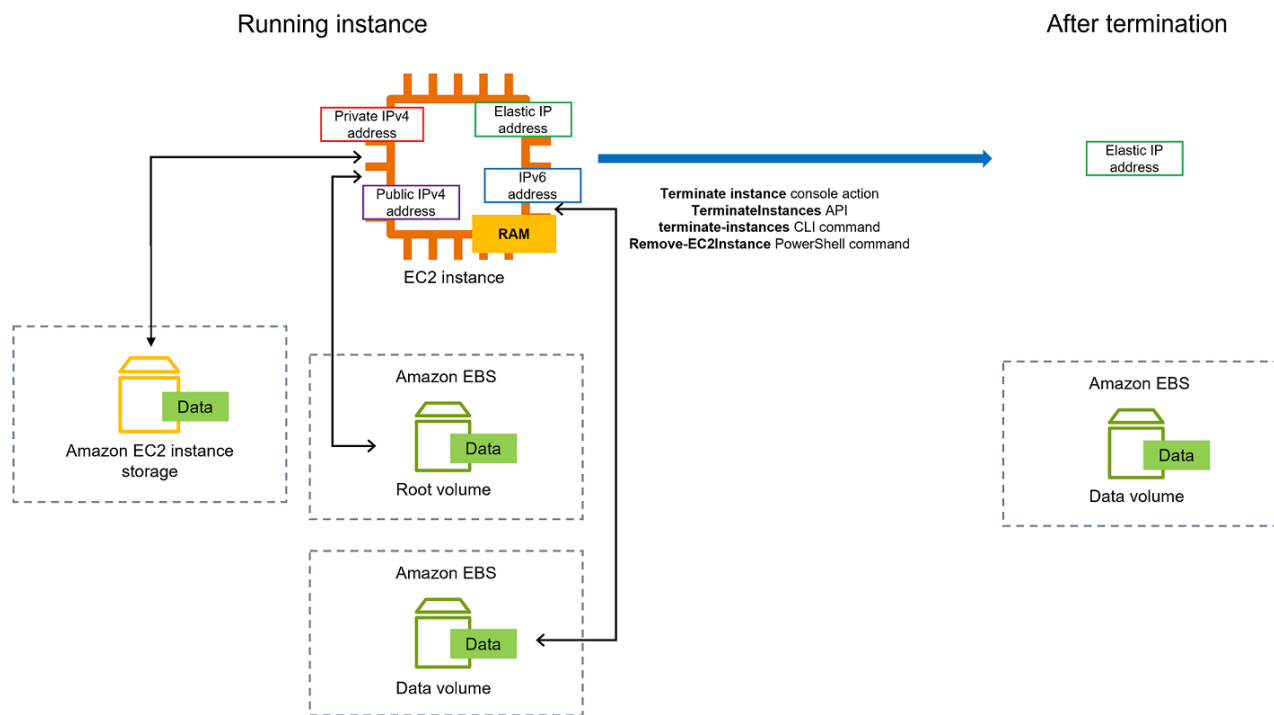 Running instance
After termination
Private IPv4
address
Elastic IP
address
Public IPv4
address
IPv6
address
RAM
EC2 instance
Terminate instance console action
TerminateInstances API
terminate-instances CLI command
Remove-EC2Instance PowerShell command
Elastic IP
address
Data
Amazon EC2 instance
storage
Amazon EBS
Data
Root volume
Amazon EBS
Data
Data volume
Amazon EBS
Data
Data volume